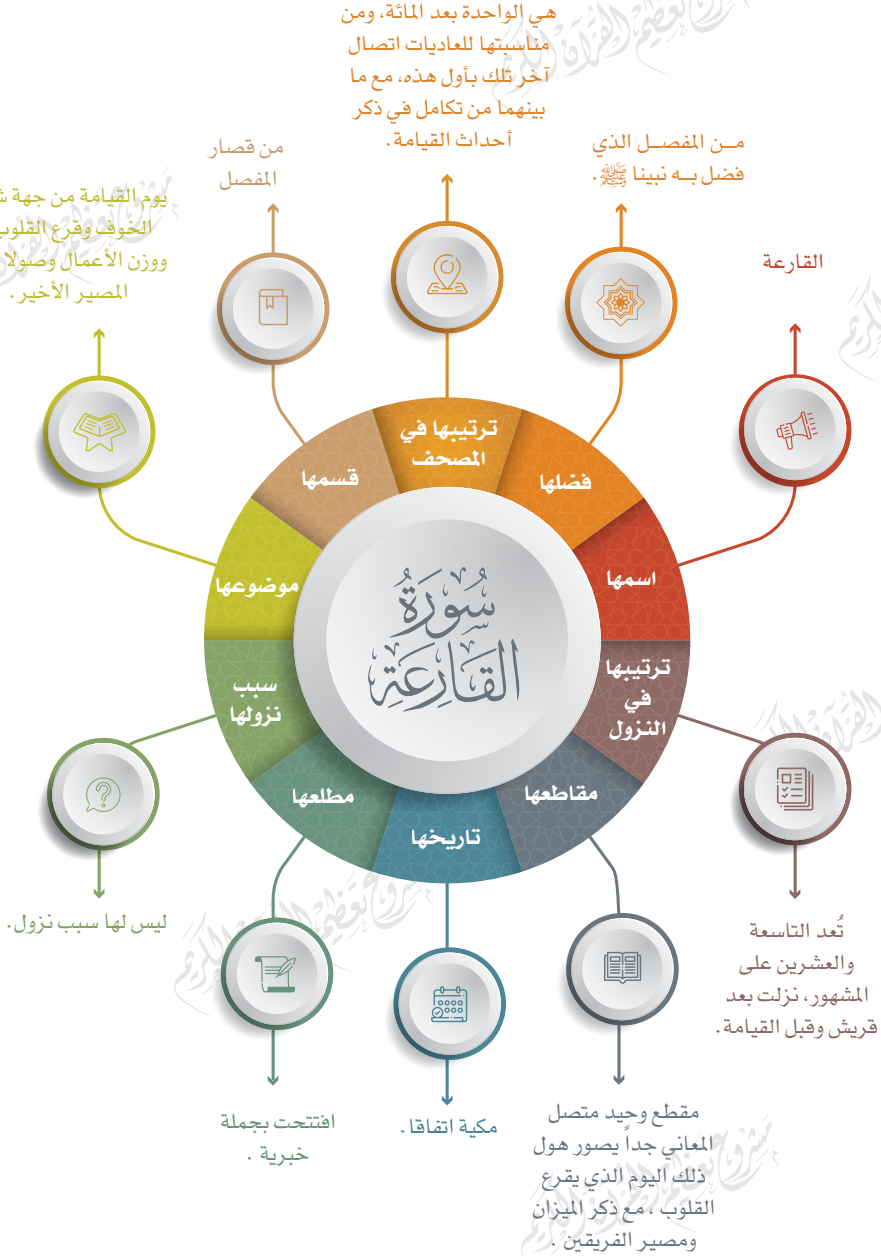 سُورَةُ
القَارِعَةِ
اسمها
القارعة
فضلها
مـن المفصـل الذي
فضل بـه نبينا ﷺ.
ترتيبها في
المصحف
هي الواحدة بعد المائة، ومن
مناسبتها للعاديات اتصال
آخر تلك بأول هذه، مع ما
بينهما من تكامل في ذكر
أحداث القيامة.
قسمها
من قصار
المفصل
موضوعها
يوم القيامة من جهة
الخوف وقرع القلوب
ووزن الأعمال وصولا
المصير الأخير.
سبب
نزولها
ليس لها سبب نزول.
مطلعها
افتتحت بجملة
خبرية .
تاريخها
مكية اتفاقا.
مقاطعها
مقطع وحيد متصل
المعاني جداً يصور هول
ذلك اليوم الذي يقرع
القلوب ، مع ذكر الميزان
ومصير الفريقين .
ترتيبها
في
النزول
تُعد التاسعة
والعشرين على
المشهور، نزلت بعد
قريش وقبل القيامة.